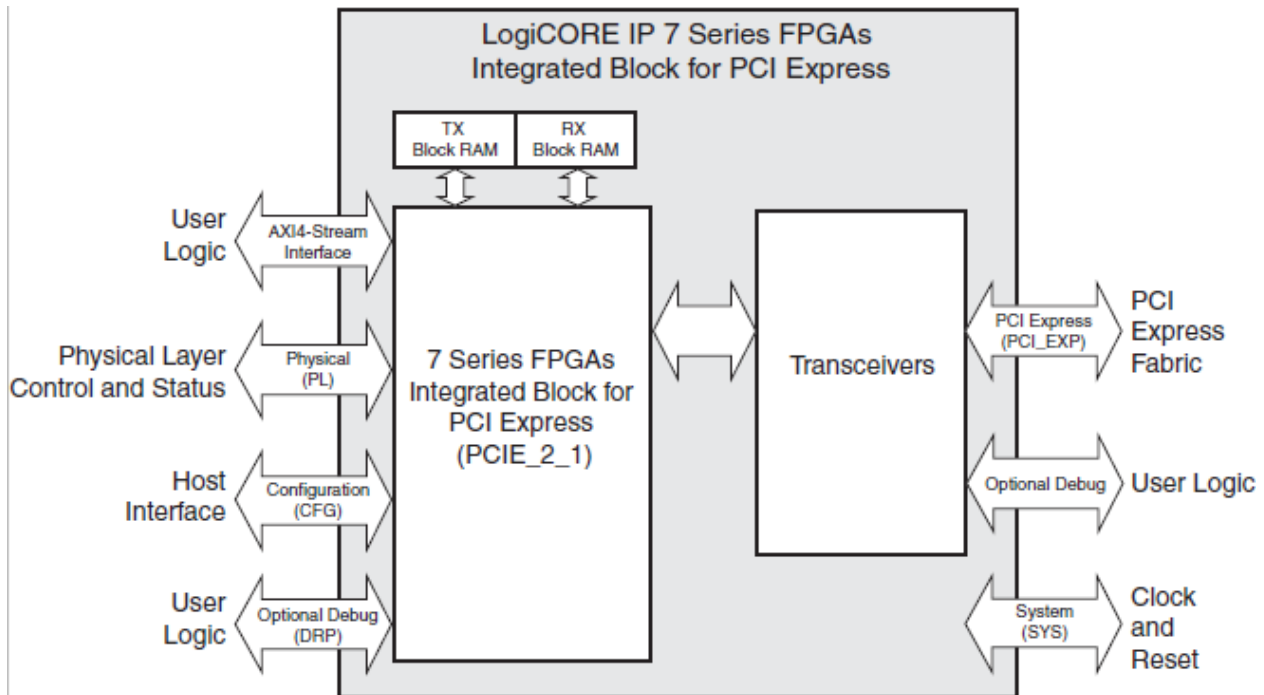 LogiCORE IP 7 Series FPGAs
Integrated Block for PCI Express
TX
Block RAM
RX
Block RAM
User
Logic
AXI4-Stream
Interface
Physical Layer
Control and Status
Physical
(PL)
Host
Interface
Configuration
(CFG)
User
Logic
Optional Debug
(DRP)
7 Series FPGAs
Integrated Block for
PCI Express
(PCIE_2_1)
Transceivers
PCI Express
(PCI_EXP)
PCI
Express
Fabric
Optional Debug
User Logic
System
(SYS)
Clock
and
Reset